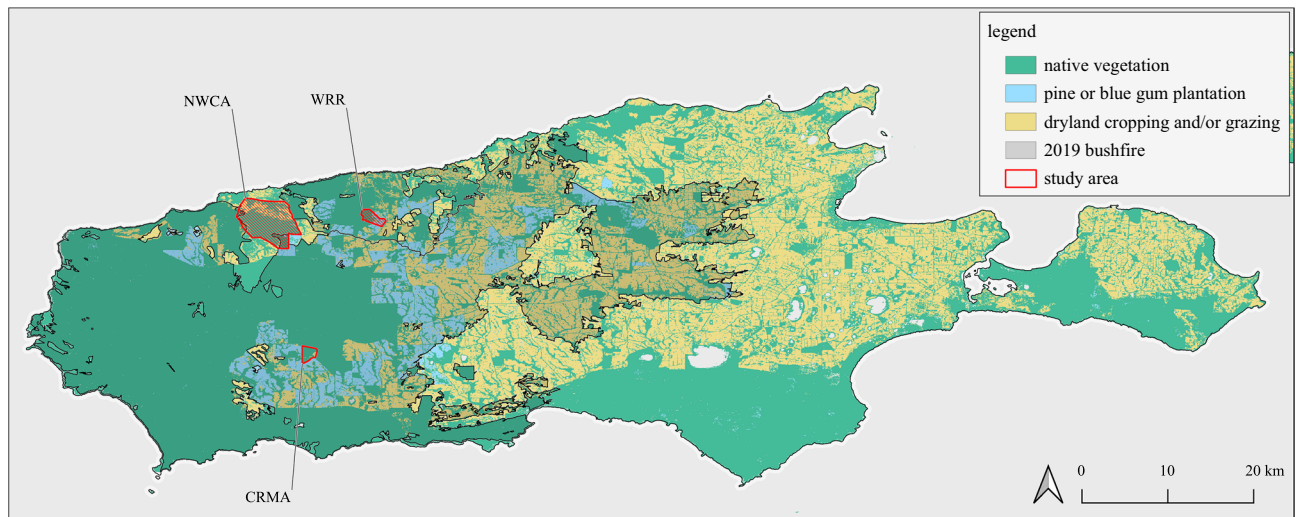 legend
native vegetation
pine or blue gum plantation
dryland cropping and/or grazing
2019 bushfire
study area
NWCA
WRR
CRMA
0 10 20 km